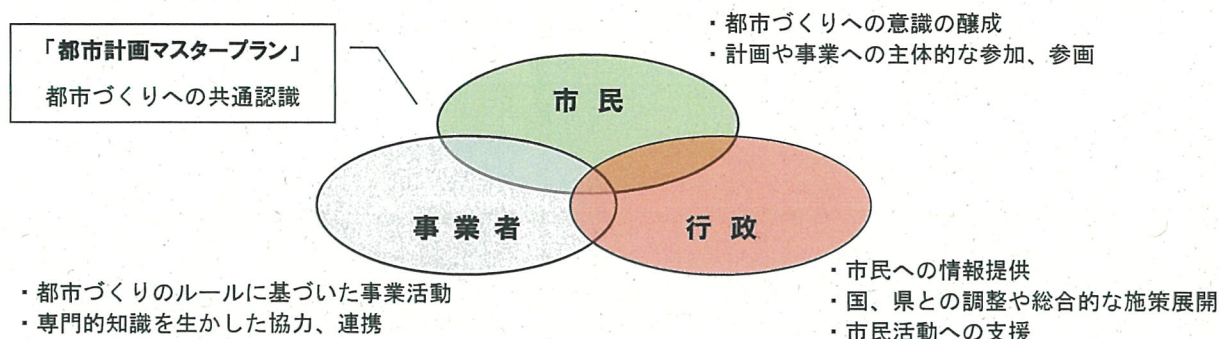 「都市計画マスタープラン」
都市づくりへの共通認識
・都市づくりへの意識の醸成
・計画や事業への主体的な参加、参画
市民
事業者
行政
・都市づくりのルールに基づいた事業活動
・専門的知識を生かした協力、連携
・市民への情報提供
・国、県との調整や総合的な施策展開
・市民活動への支援